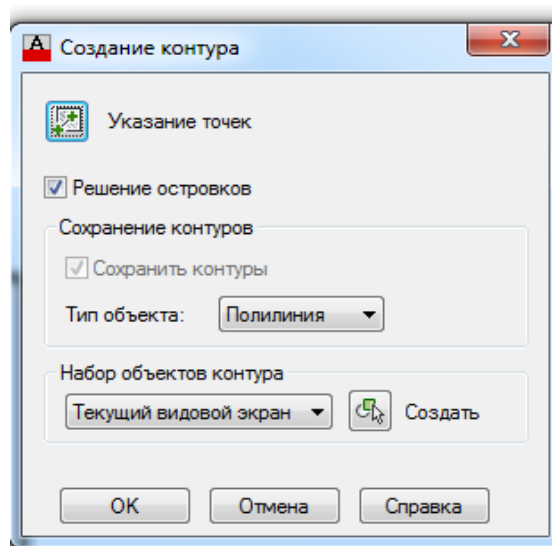 Создание контура
Указание точек
Решение островков
Сохранение контуров
Сохранить контуры
Тип объекта: Полилиния
Набор объектов контура
Текущий видовой экран Создать
OK Отмена Справка